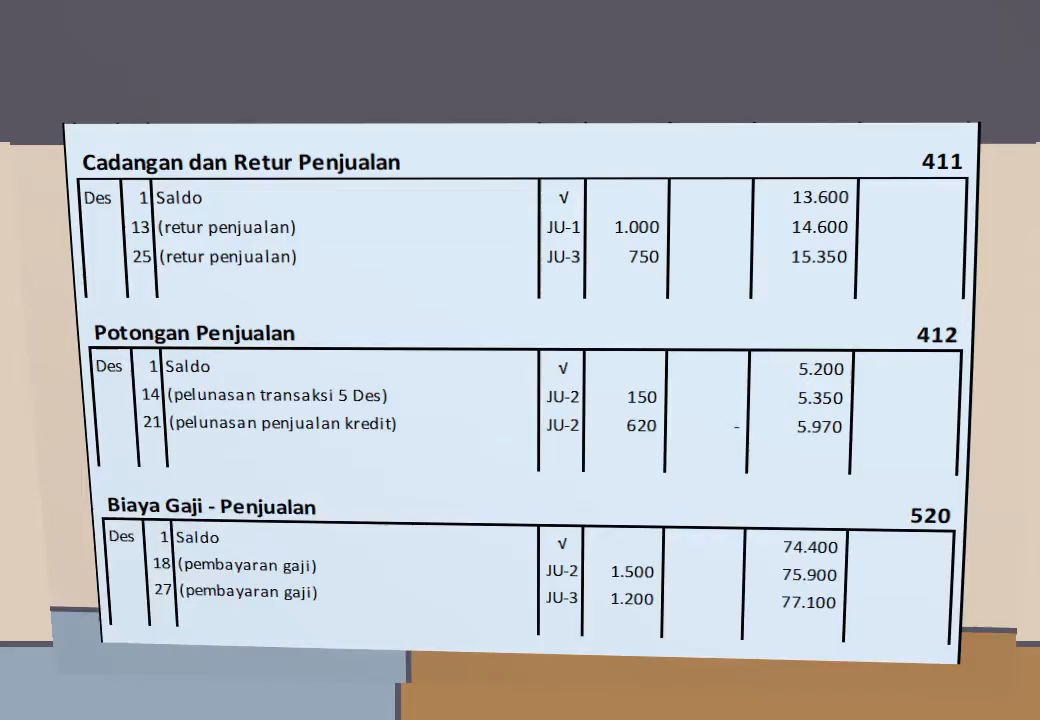 Cadangan dan Retur Penjualan 411
Des 1 Saldo √ 13.600
13 (retur penjualan) JU-1 1.000 14.600
25 (retur penjualan) JU-3 750 15.350
Potongan Penjualan 412
Des 1 Saldo √ 5.200
14 (pelunasan transaksi 5 Des) JU-2 150 5.350
21 (pelunasan penjualan kredit) JU-2 620 - 5.970
Biaya Gaji - Penjualan 520
Des 1 Saldo √ 74.400
18 (pembayaran gaji) JU-2 1.500 75.900
27 (pembayaran gaji) JU-3 1.200 77.100